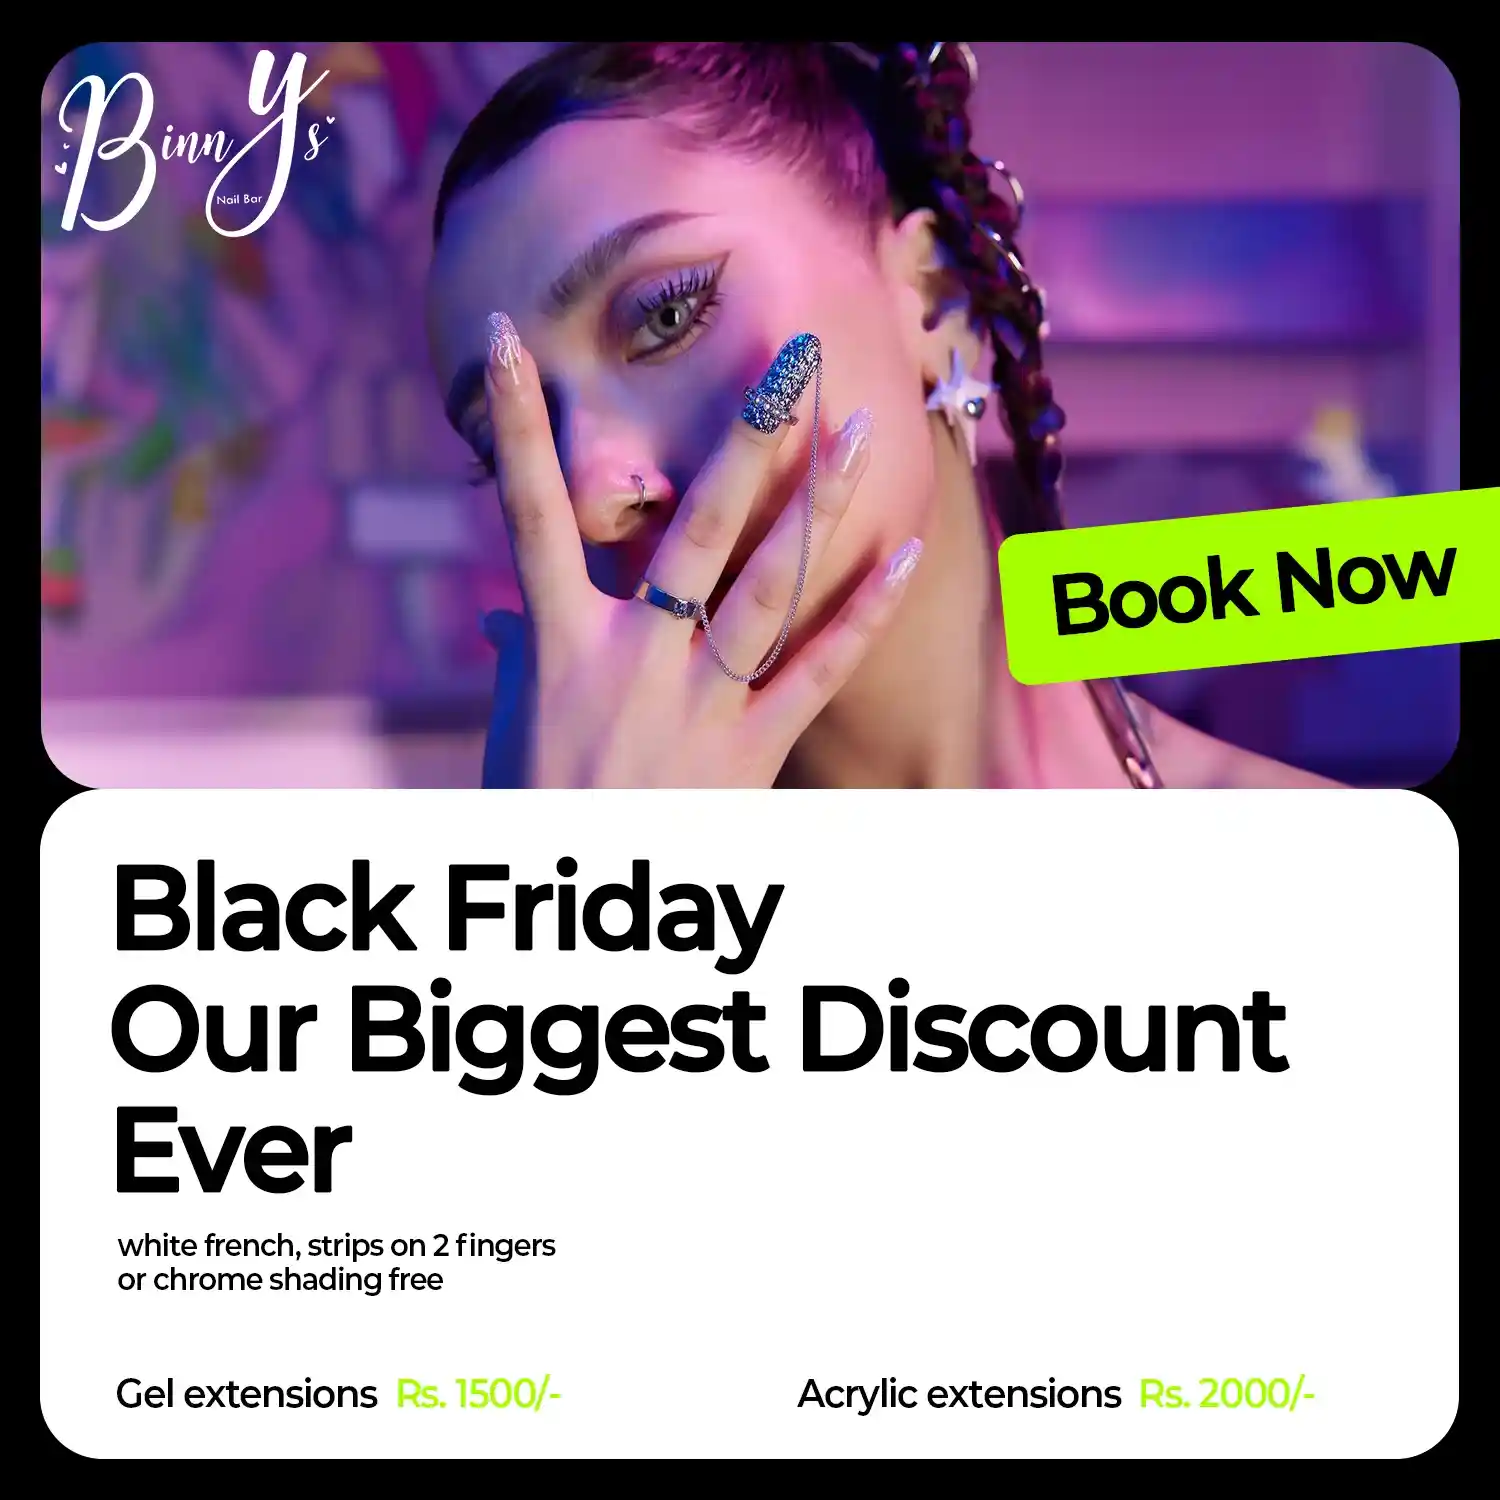 BinnYs
Nail Bar
Book Now
Black Friday
Our Biggest Discount
Ever
white french, strips on 2 fingers
or chrome shading free
Gel extensions Rs. 1500/-
Acrylic extensions Rs. 2000/-